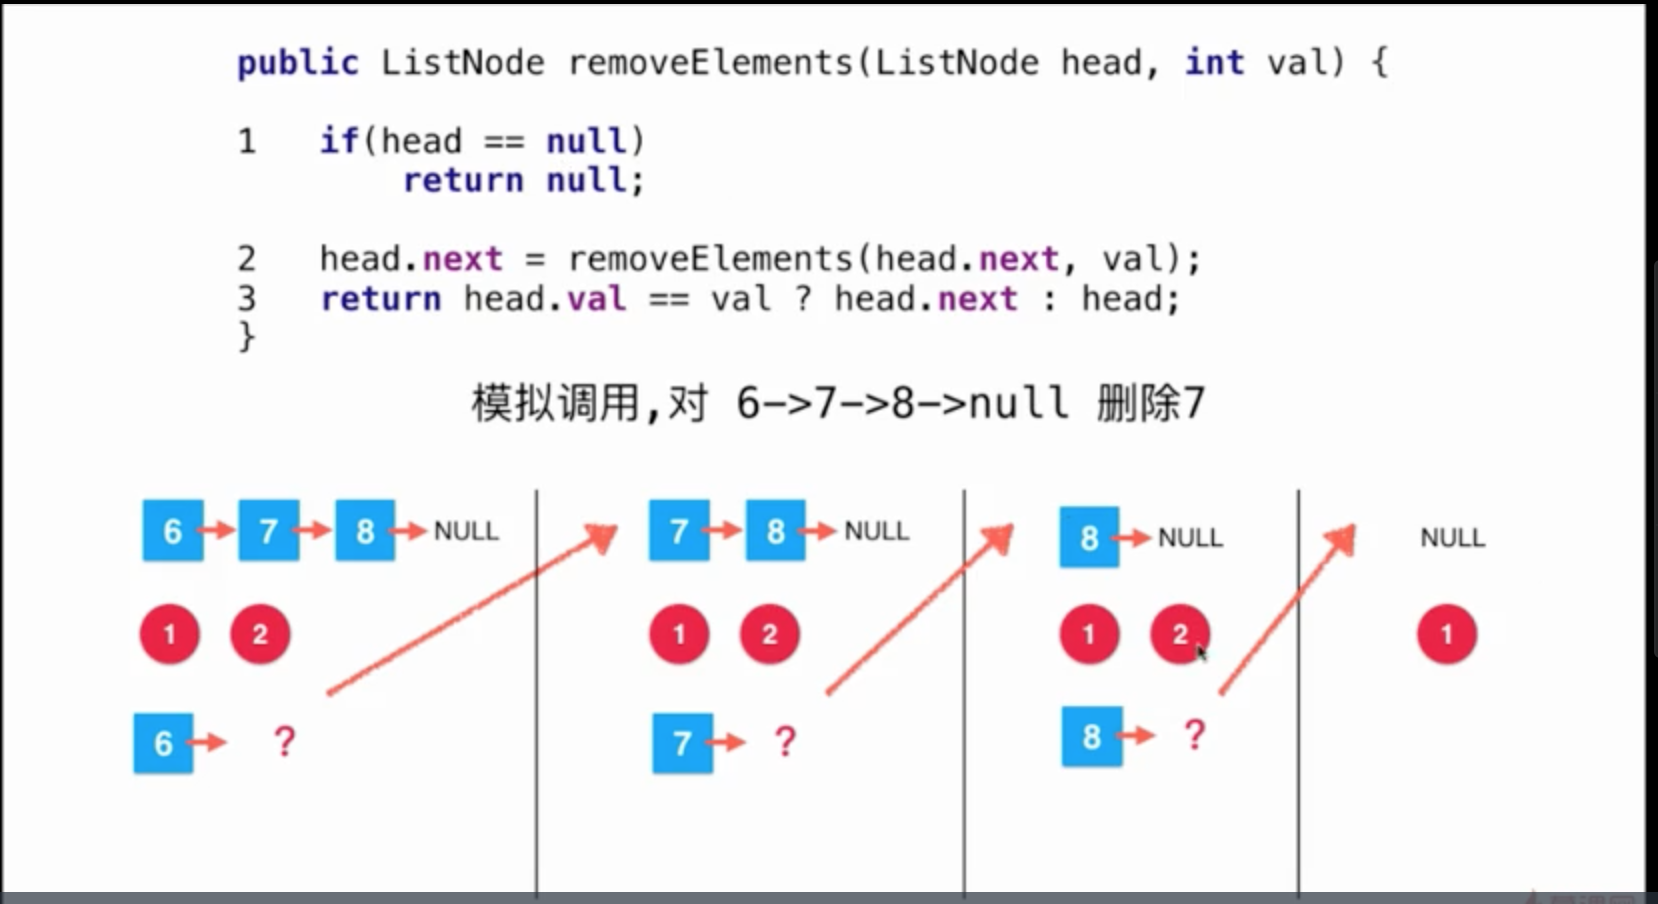 public ListNode removeElements(ListNode head, int val) {
1 if(head == null)
return null;
2 head.next = removeElements(head.next, val);
3 return head.val == val ? head.next : head;
}
模拟调用,对 6->7->8->null 删除7
6 7 8 NULL
1 2
6 ?
7 8 NULL
1 2
7 ?
8 NULL
1 2
8 ?
NULL
1